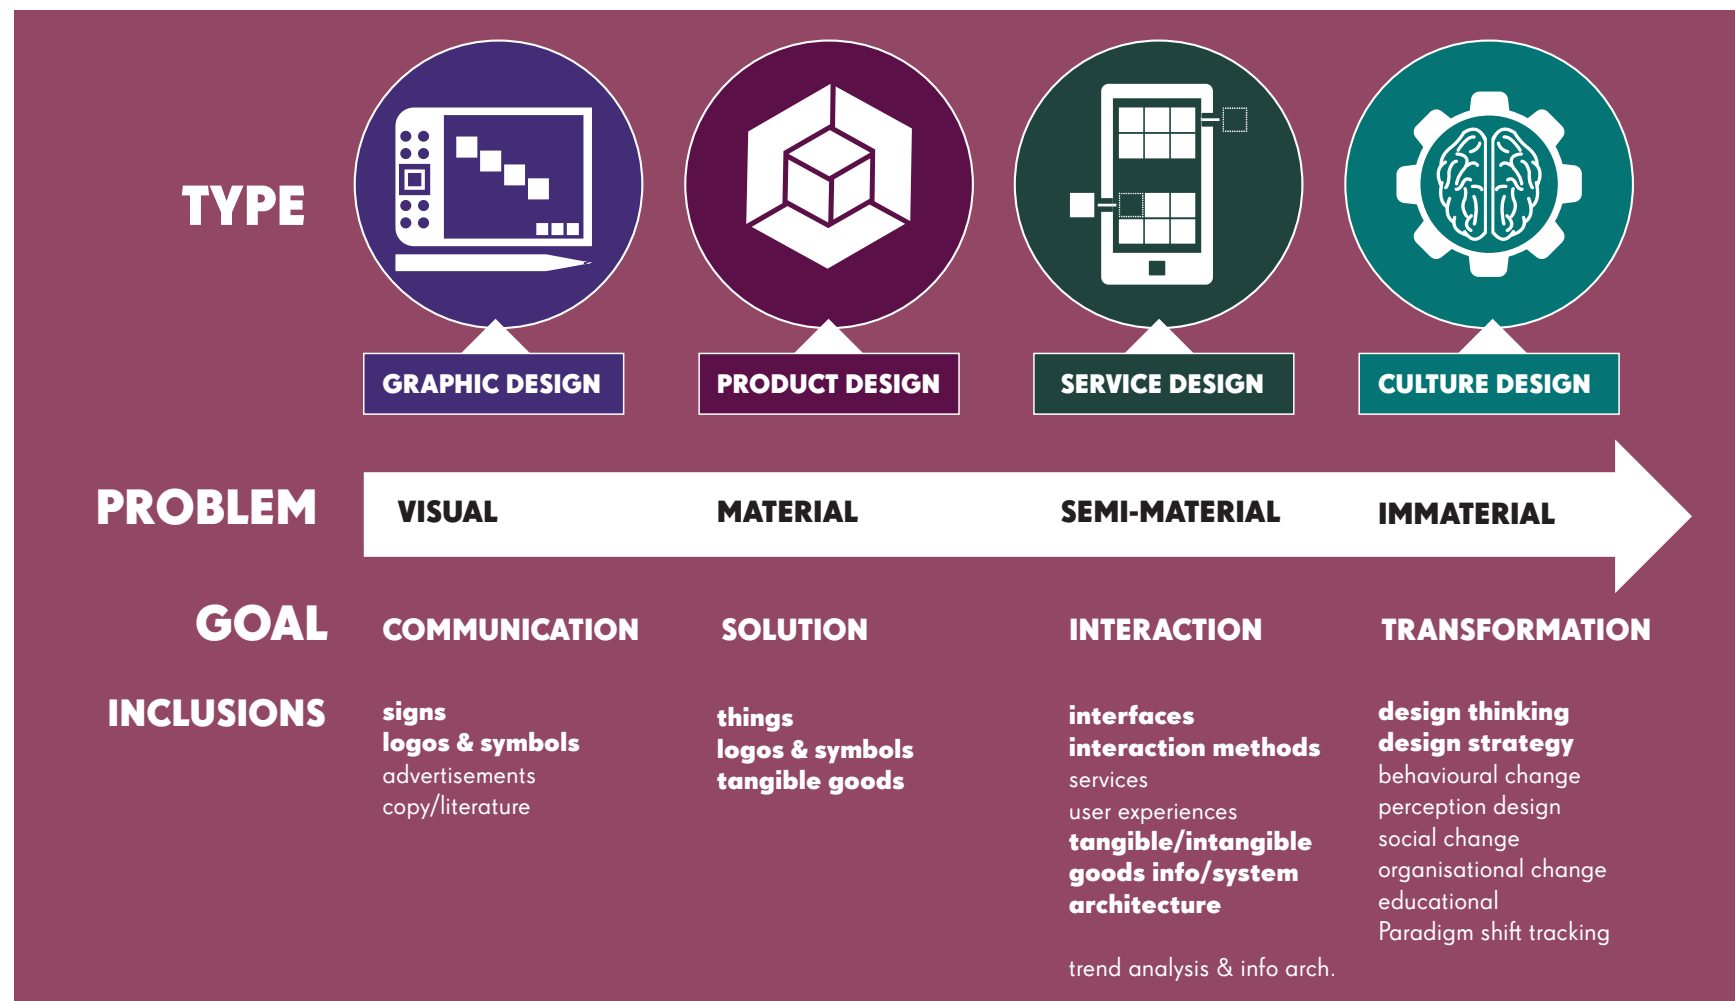 TYPE
GRAPHIC DESIGN
PRODUCT DESIGN
SERVICE DESIGN
CULTURE DESIGN
PROBLEM
VISUAL
MATERIAL
SEMI-MATERIAL
IMMATERIAL
GOAL
COMMUNICATION
SOLUTION
INTERACTION
TRANSFORMATION
INCLUSIONS
signs
logos & symbols
advertisements
copy/literature
things
logos & symbols
tangible goods
interfaces
interaction methods
services
user experiences
tangible/intangible
goods info/system
architecture
trend analysis & info arch.
design thinking
design strategy
behavioural change
perception design
social change
organisational change
educational
Paradigm shift tracking